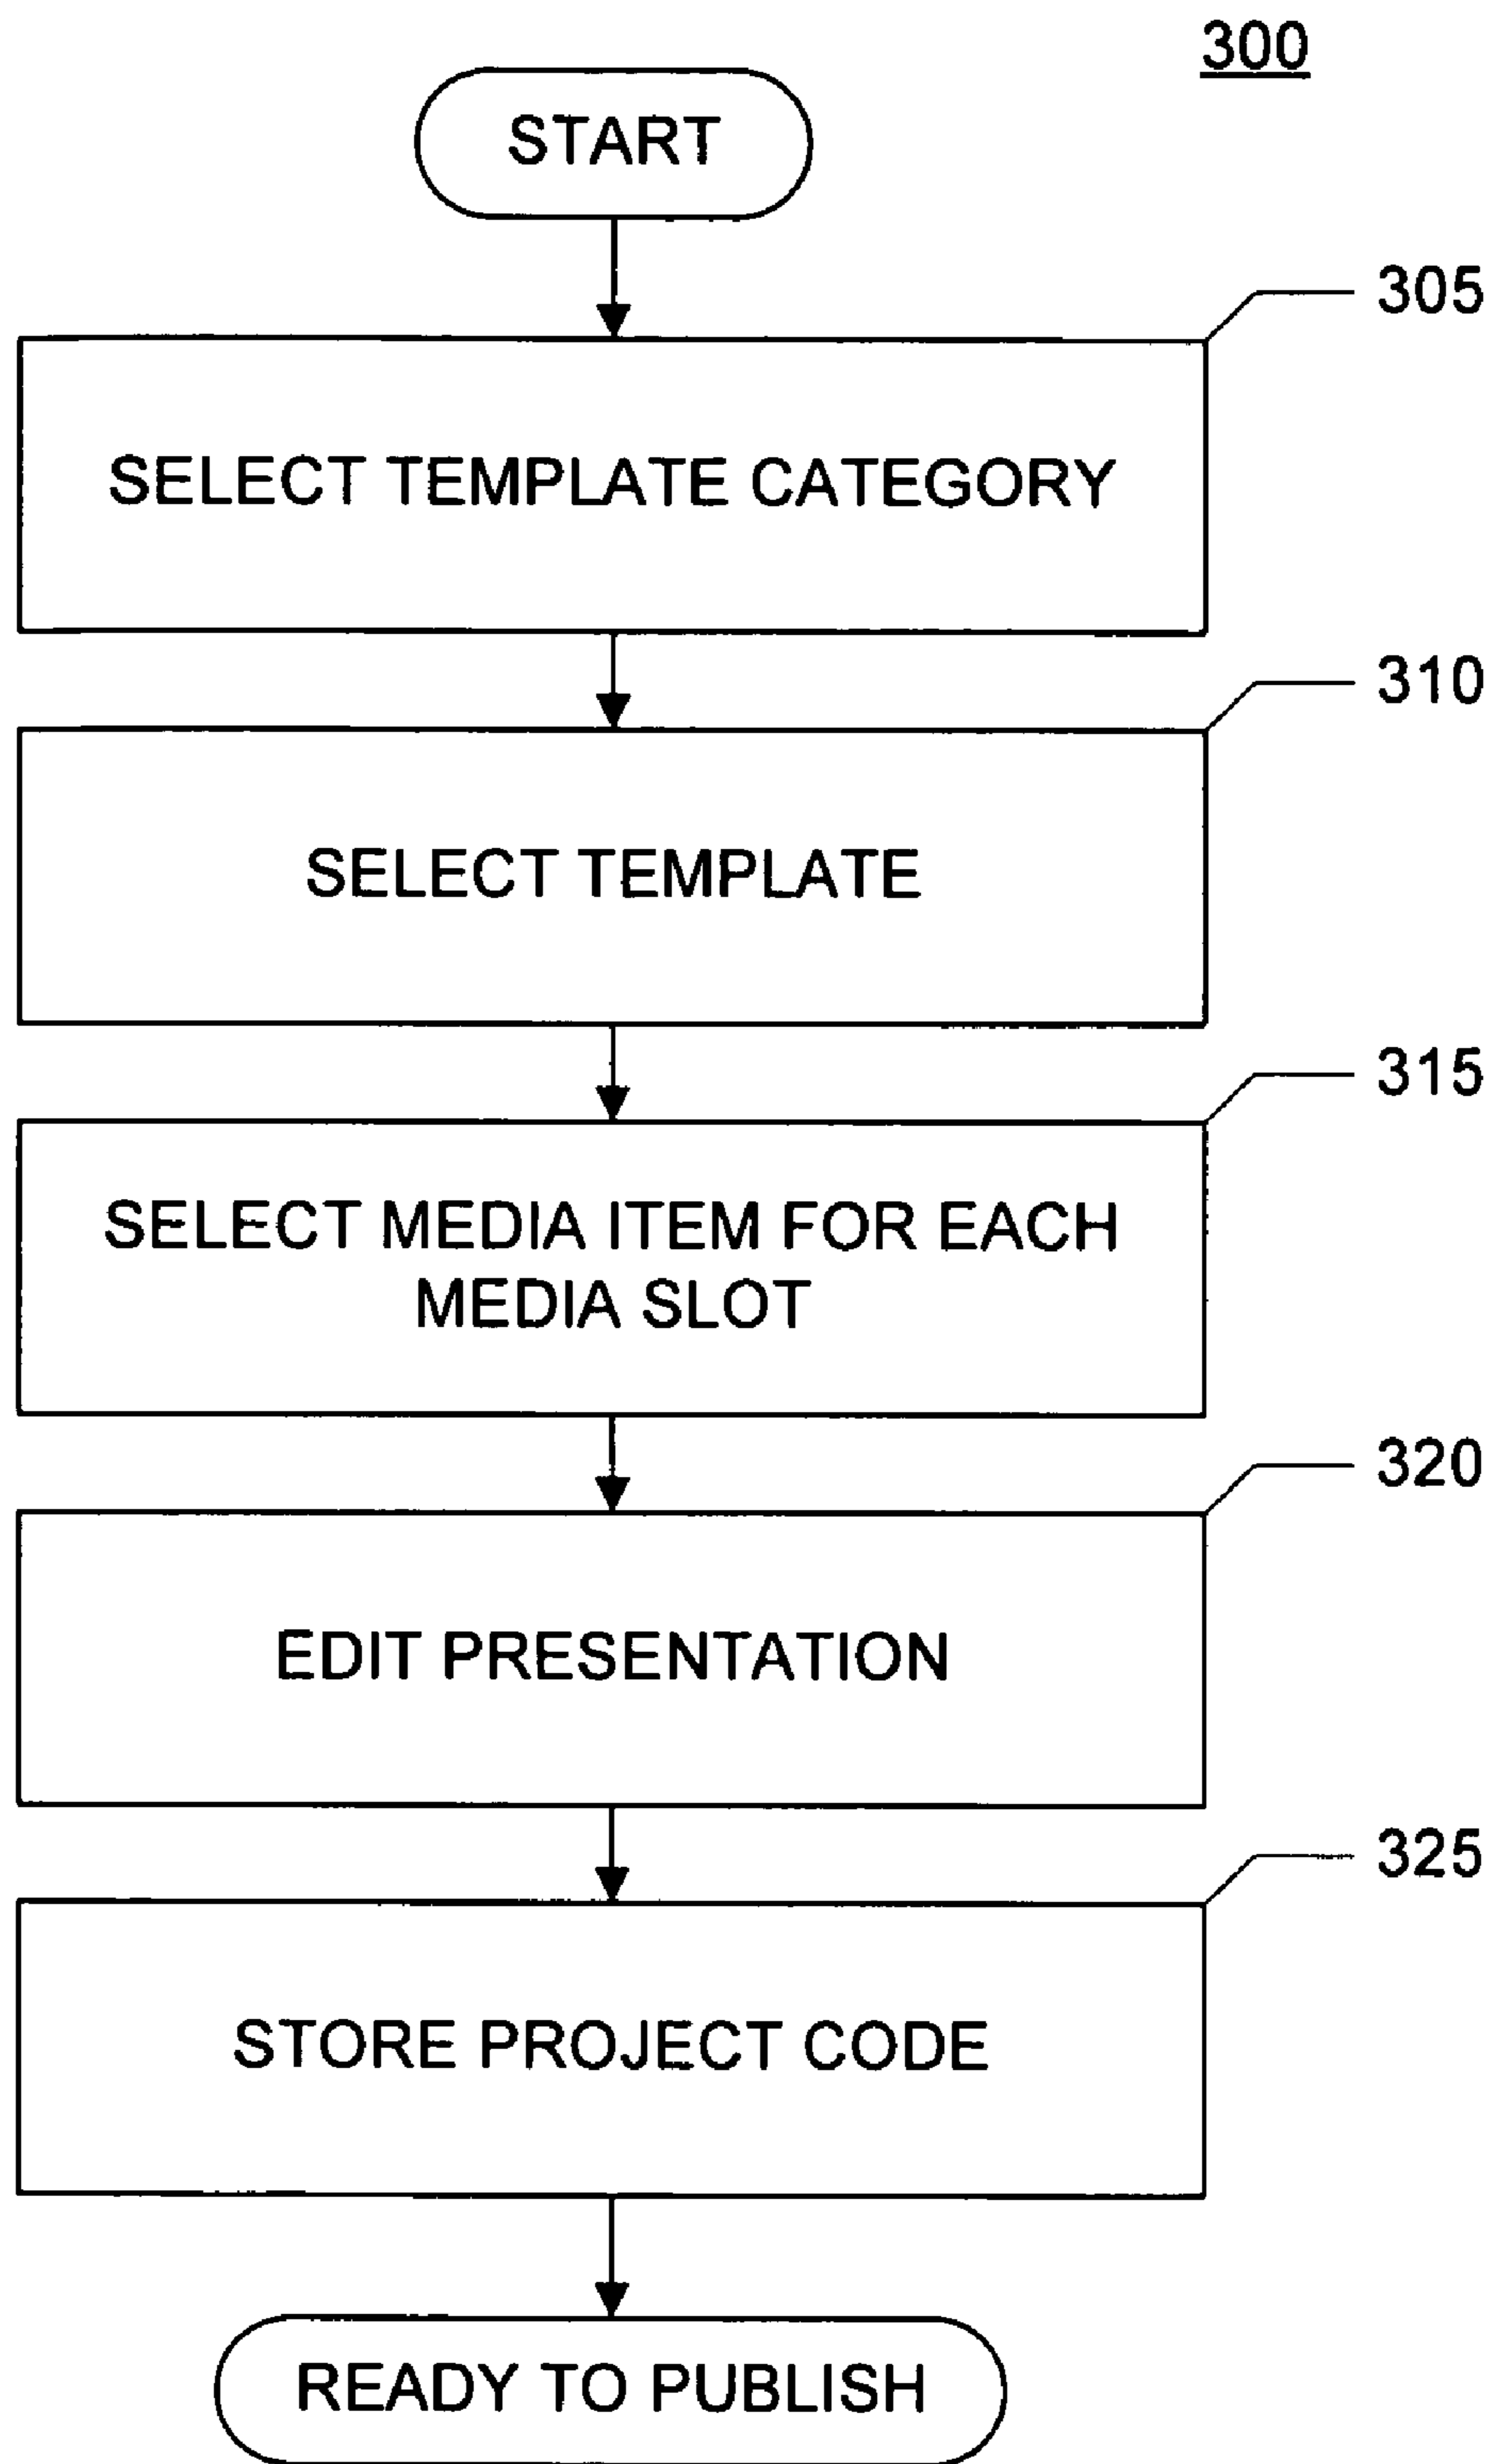 300
START
305
SELECT TEMPLATE CATEGORY
310
SELECT TEMPLATE
315
SELECT MEDIA ITEM FOR EACH
MEDIA SLOT
320
EDIT PRESENTATION
325
STORE PROJECT CODE
READY TO PUBLISH